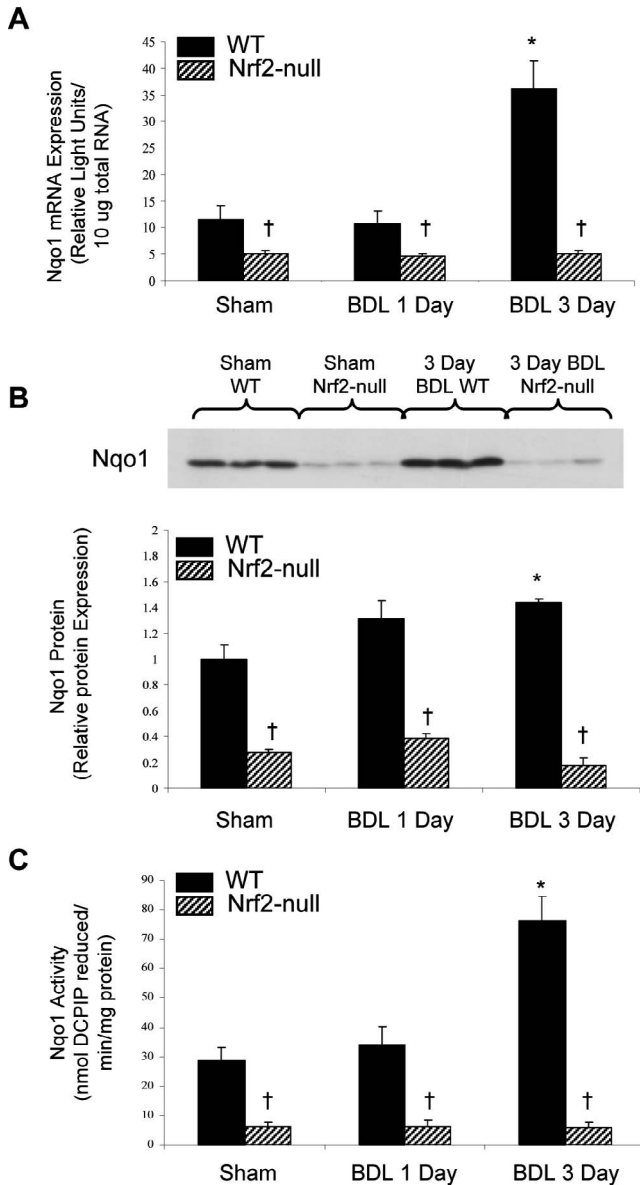 A
WT
Nrf2-null
Nqo1 mRNA Expression
(Relative Light Units/
10 ug total RNA)
45
40
35
30
25
20
15
10
5
0
*
†
†
†
Sham
BDL 1 Day
BDL 3 Day
B
Sham
WT
Sham
Nrf2-null
3 Day
BDL WT
3 Day BDL
Nrf2-null
Nqo1
WT
Nrf2-null
Nqo1 Protein
(Relative protein Expression)
2
1.8
1.6
1.4
1.2
1
0.8
0.6
0.4
0.2
0
*
†
†
†
Sham
BDL 1 Day
BDL 3 Day
C
WT
Nrf2-null
Nqo1 Activity
(nmol DCPIP reduced/
min/mg protein)
90
80
70
60
50
40
30
20
10
0
*
†
†
†
Sham
BDL 1 Day
BDL 3 Day